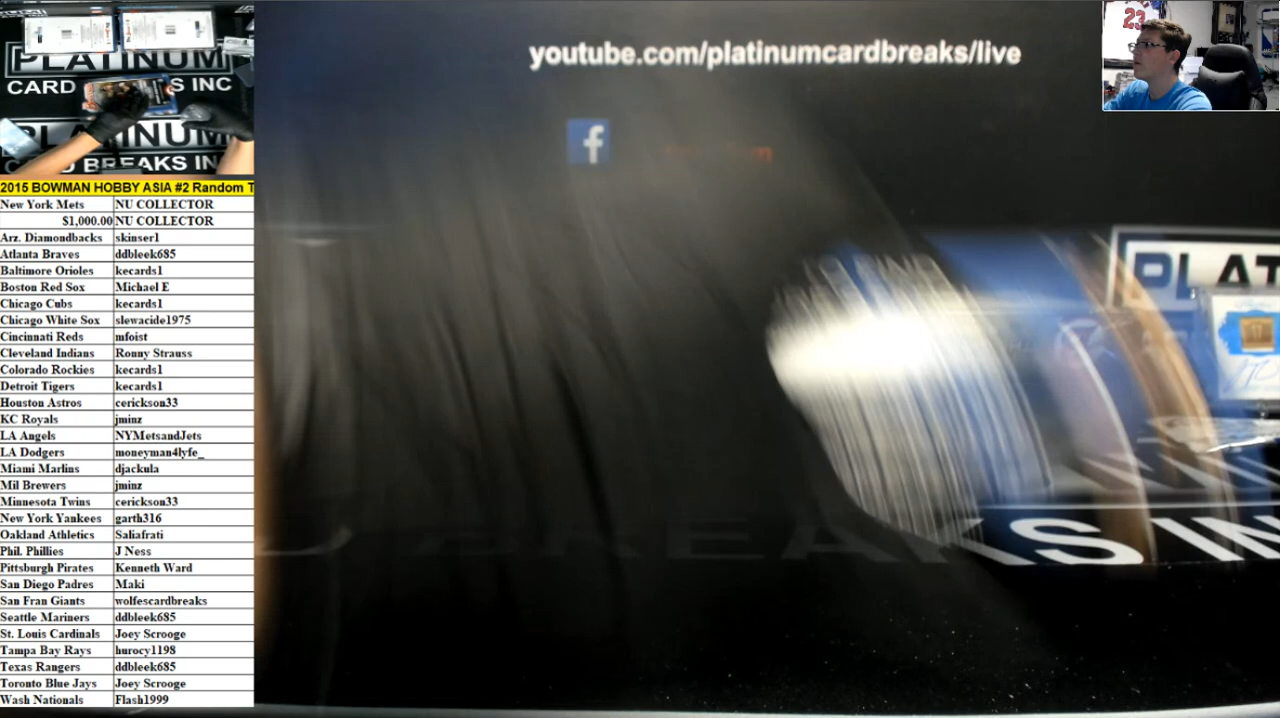 youtube.com/platinumcardbreaks/live
f
23
PLATINUM
CARD BREAKS INC
PLATINUM
CARD BREAKS INC
PLATIN
BREAKS IN
2015 BOWMAN HOBBY ASIA #2 Random T
New York Mets NU COLLECTOR
$1,000.00 NU COLLECTOR
Arz. Diamondbacks skinser1
Atlanta Braves ddbleek685
Baltimore Orioles kecards1
Boston Red Sox Michael E
Chicago Cubs kecards1
Chicago White Sox slewacide1975
Cincinnati Reds mfoist
Cleveland Indians Ronny Strauss
Colorado Rockies kecards1
Detroit Tigers kecards1
Houston Astros cerickson33
KC Royals jminz
LA Angels NYMetsandJets
LA Dodgers moneyman4lyfe_
Miami Marlins djackula
Mil Brewers jminz
Minnesota Twins cerickson33
New York Yankees garth316
Oakland Athletics Saliafrati
Phil. Phillies J Ness
Pittsburgh Pirates Kenneth Ward
San Diego Padres Maki
San Fran Giants wolfescardbreaks
Seattle Mariners ddbleek685
St. Louis Cardinals Joey Scrooge
Tampa Bay Rays hurocy1198
Texas Rangers ddbleek685
Toronto Blue Jays Joey Scrooge
Wash Nationals Flash1999